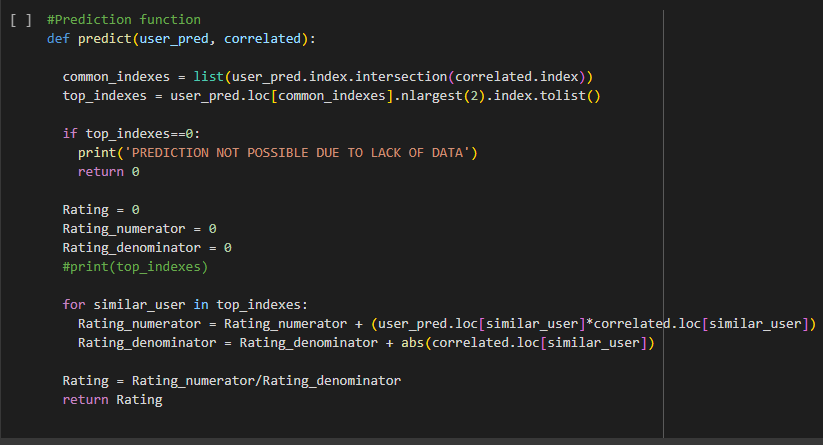 [ ] #Prediction function
def predict(user_pred, correlated):
common_indexes = list(user_pred.index.intersection(correlated.index))
top_indexes = user_pred.loc[common_indexes].nlargest(2).index.tolist()
if top_indexes==0:
print('PREDICTION NOT POSSIBLE DUE TO LACK OF DATA')
return 0
Rating = 0
Rating_numerator = 0
Rating_denominator = 0
#print(top_indexes)
for similar_user in top_indexes:
Rating_numerator = Rating_numerator + (user_pred.loc[similar_user]*correlated.loc[similar_user])
Rating_denominator = Rating_denominator + abs(correlated.loc[similar_user])
Rating = Rating_numerator/Rating_denominator
return Rating